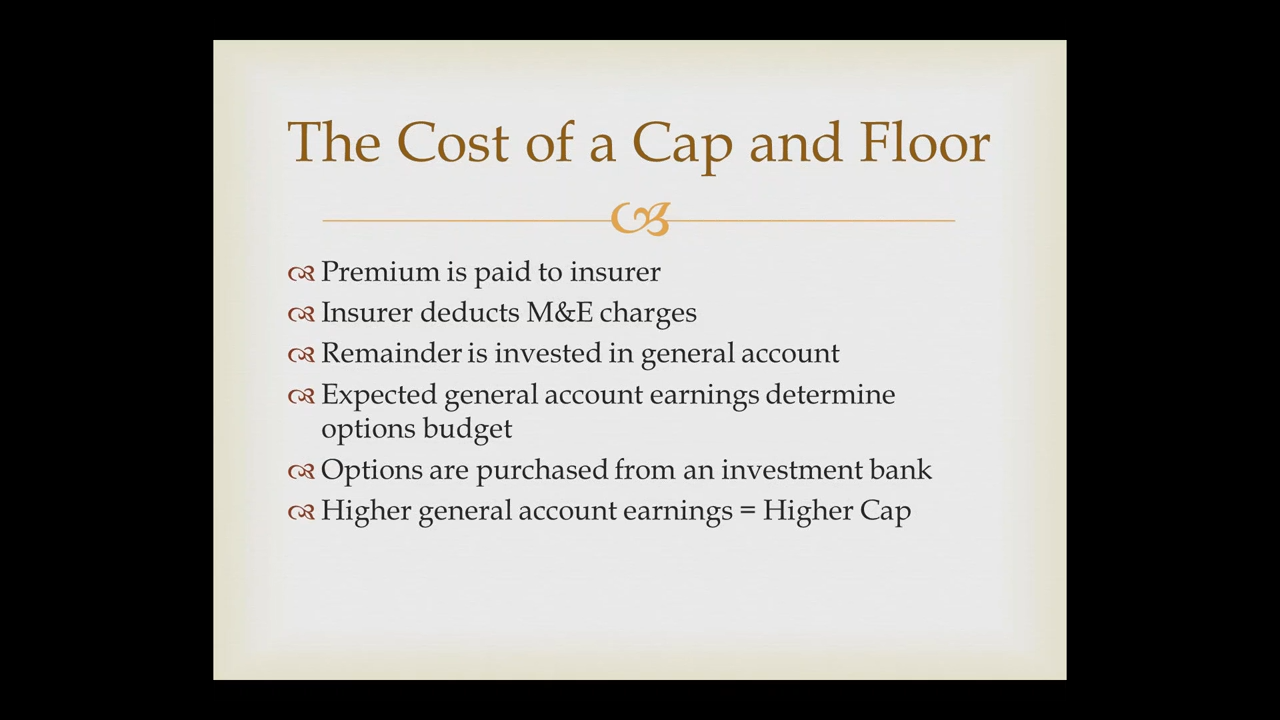 The Cost of a Cap and Floor
Premium is paid to insurer
Insurer deducts M&E charges
Remainder is invested in general account
Expected general account earnings determine
options budget
Options are purchased from an investment bank
Higher general account earnings = Higher Cap